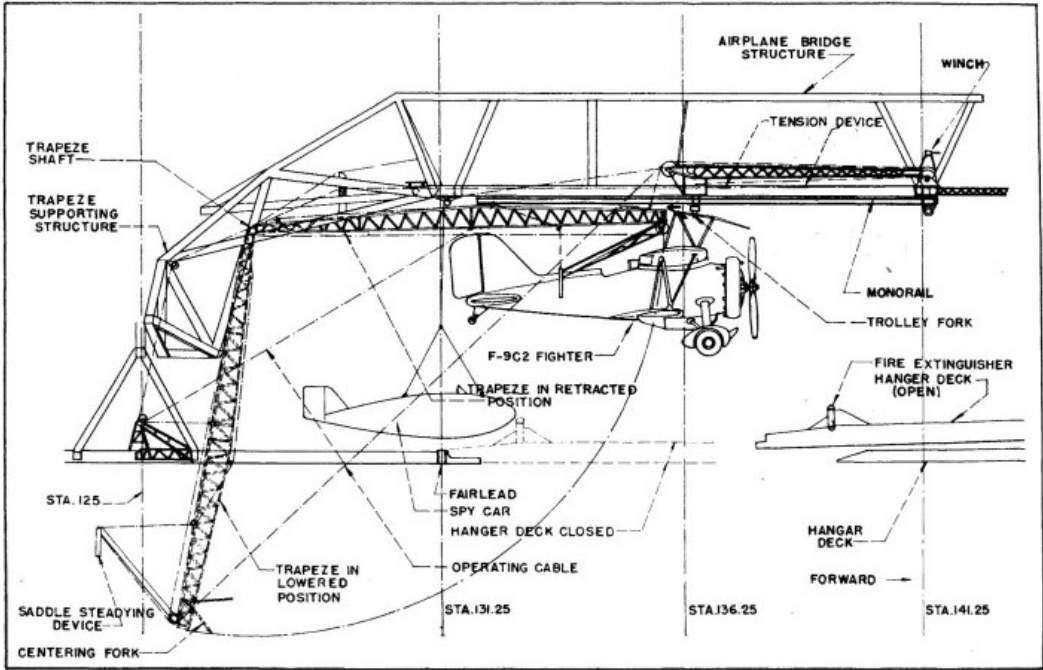 AIRPLANE BRIDGE
STRUCTURE
WINCH
TENSION DEVICE
TRAPEZE
SHAFT
TRAPEZE
SUPPORTING
STRUCTURE
MONORAIL
TROLLEY FORK
F-9C2 FIGHTER
FIRE EXTINGUISHER
HANGER DECK
(OPEN)
TRAPEZE IN RETRACTED
POSITION
STA. 125
FAIRLEAD
SPY CAR
HANGER DECK CLOSED
HANGAR
DECK
TRAPEZE IN
LOWERED
POSITION
OPERATING CABLE
FORWARD
SADDLE STEADYING
DEVICE
STA.131.25
STA.136.25
STA.141.25
CENTERING FORK